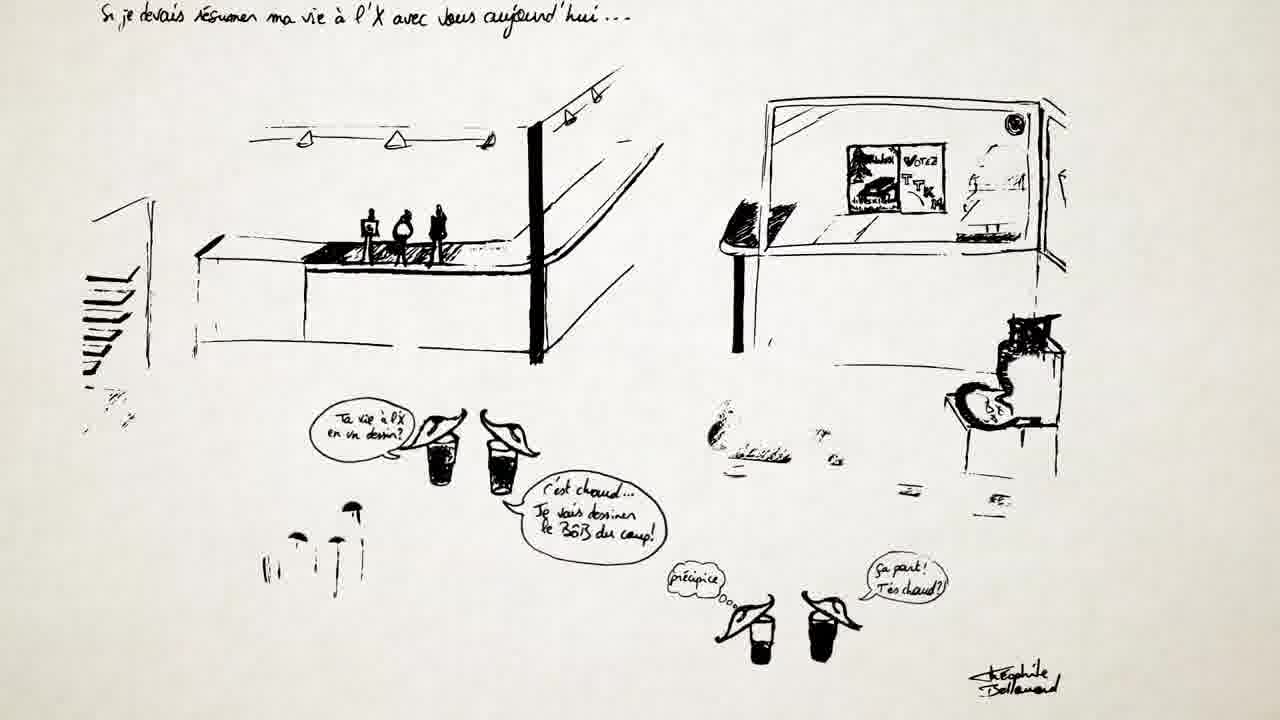 Si je devais résumer ma vie à l'X avec vous aujourd'hui...
VOTEZ
TTK
Ta vie à l'X
en un dessin?
C'est chaud...
Je vais dessiner
le BôB du coup!
précipice
ça part!
T'es chaud?
Théophile